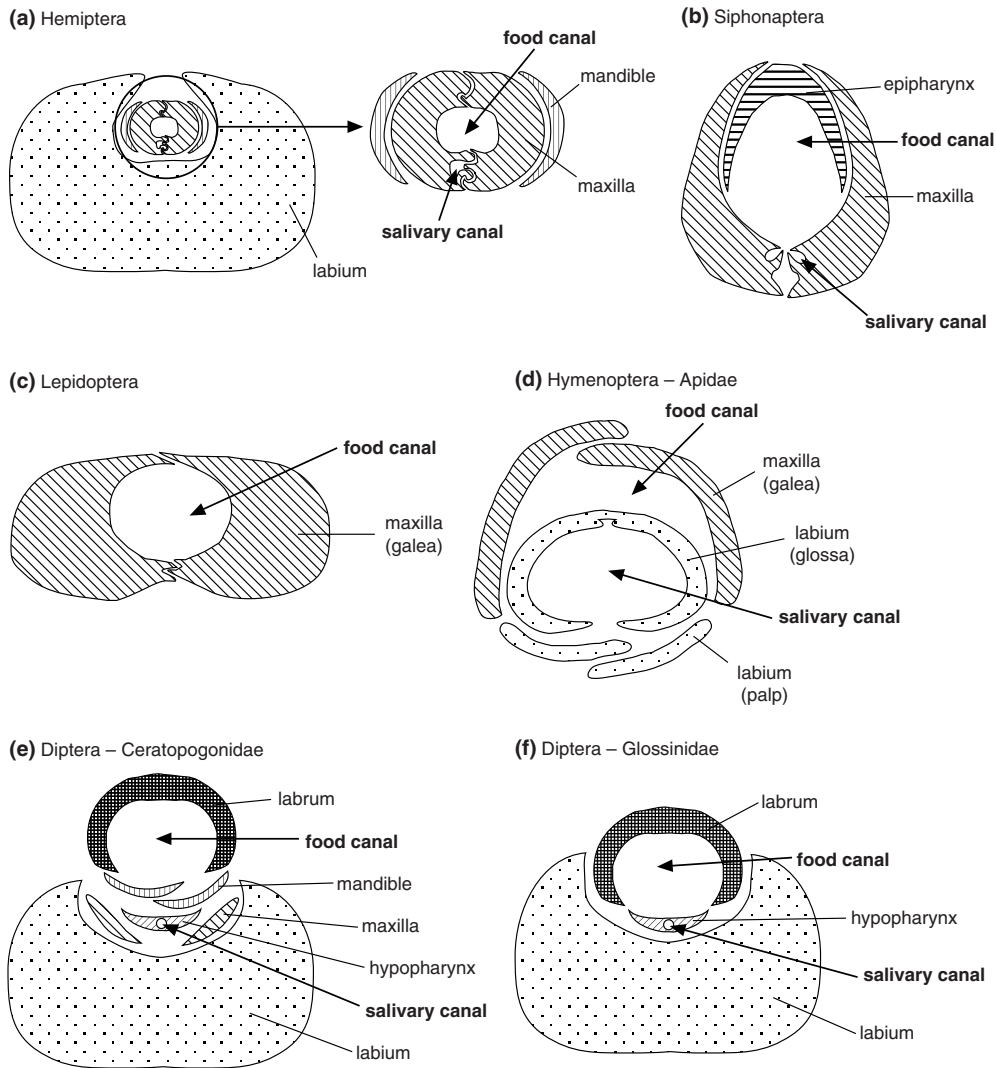 (a) Hemiptera
food canal
mandible
maxilla
salivary canal
labium
(b) Siphonaptera
epipharynx
food canal
maxilla
salivary canal
(c) Lepidoptera
food canal
maxilla
(galea)
(d) Hymenoptera – Apidae
food canal
maxilla
(galea)
labium
(glossa)
salivary canal
labium
(palp)
(e) Diptera – Ceratopogonidae
labrum
food canal
mandible
maxilla
hypopharynx
salivary canal
labium
(f) Diptera – Glossinidae
labrum
food canal
hypopharynx
salivary canal
labium